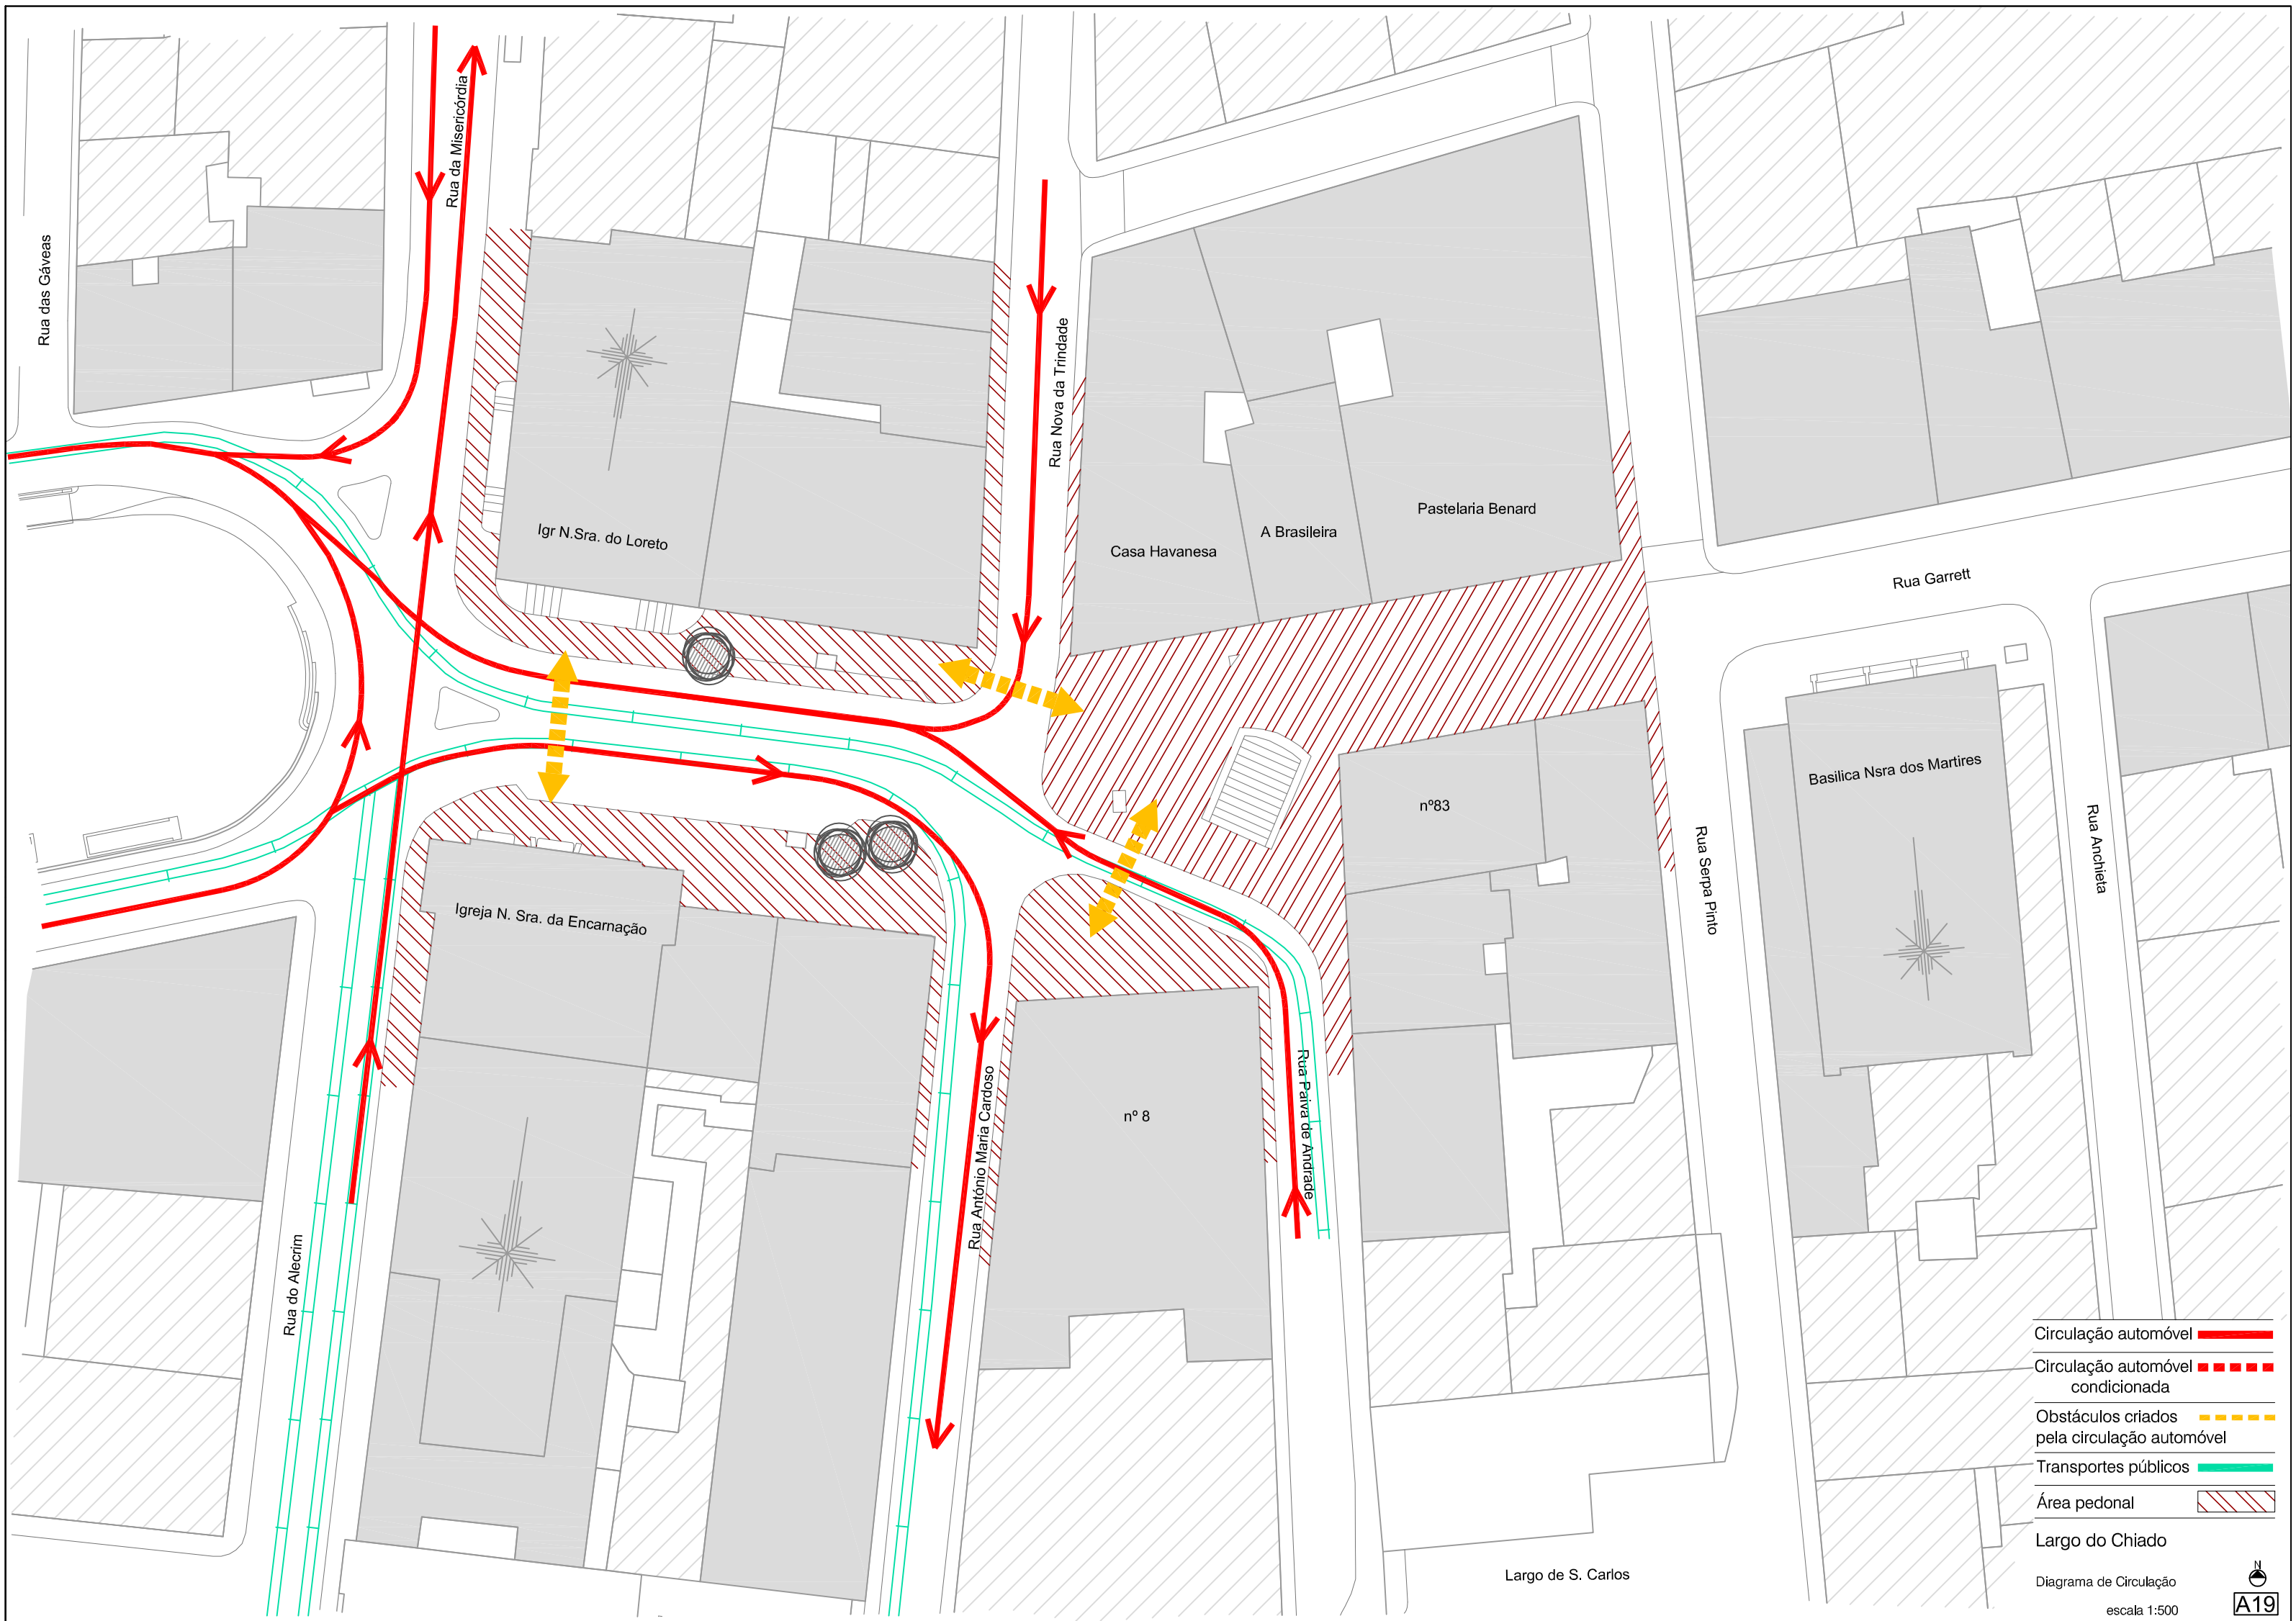 Rua da Misericórdia
Rua das Gáveas
Rua Nova da Trindade
Igr N.Sra. do Loreto
Casa Havanesa
A Brasileira
Pastelaria Benard
Rua Garrett
Basilica Nsra dos Martires
nº83
Rua Serpa Pinto
Rua Anchieta
Igreja N. Sra. da Encarnação
nº 8
Rua António Maria Cardoso
Rua Paiva de Andrade
Rua do Alecrim
Largo de S. Carlos
Circulação automóvel
Circulação automóvel
condicionada
Obstáculos criados
pela circulação automóvel
Transportes públicos
Área pedonal
Largo do Chiado
Diagrama de Circulação
escala 1:500
N
A19